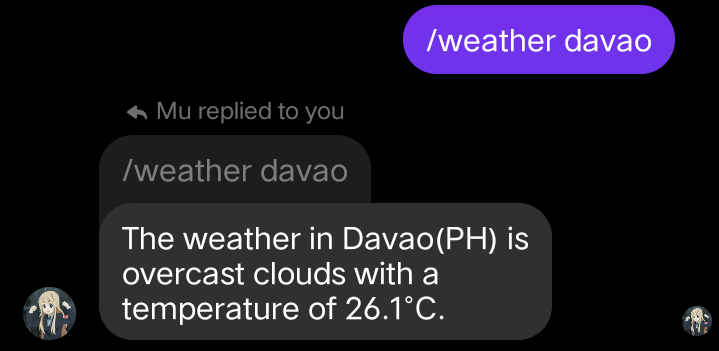 /weather davao
Mu replied to you
/weather davao
The weather in Davao(PH) is
overcast clouds with a
temperature of 26.1°C.